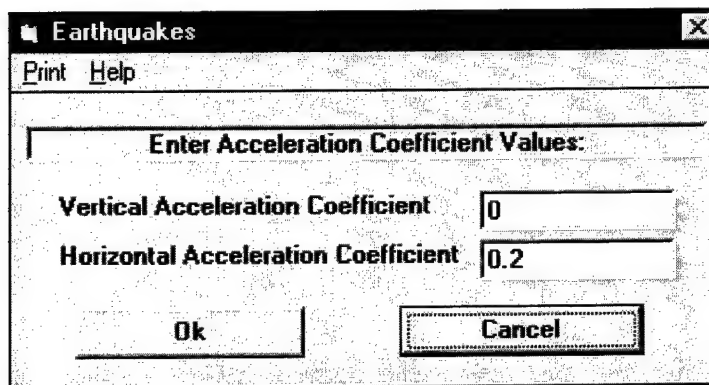 Earthquakes
Print Help
Enter Acceleration Coefficient Values:
Vertical Acceleration Coefficient 0
Horizontal Acceleration Coefficient 0.2
Ok Cancel